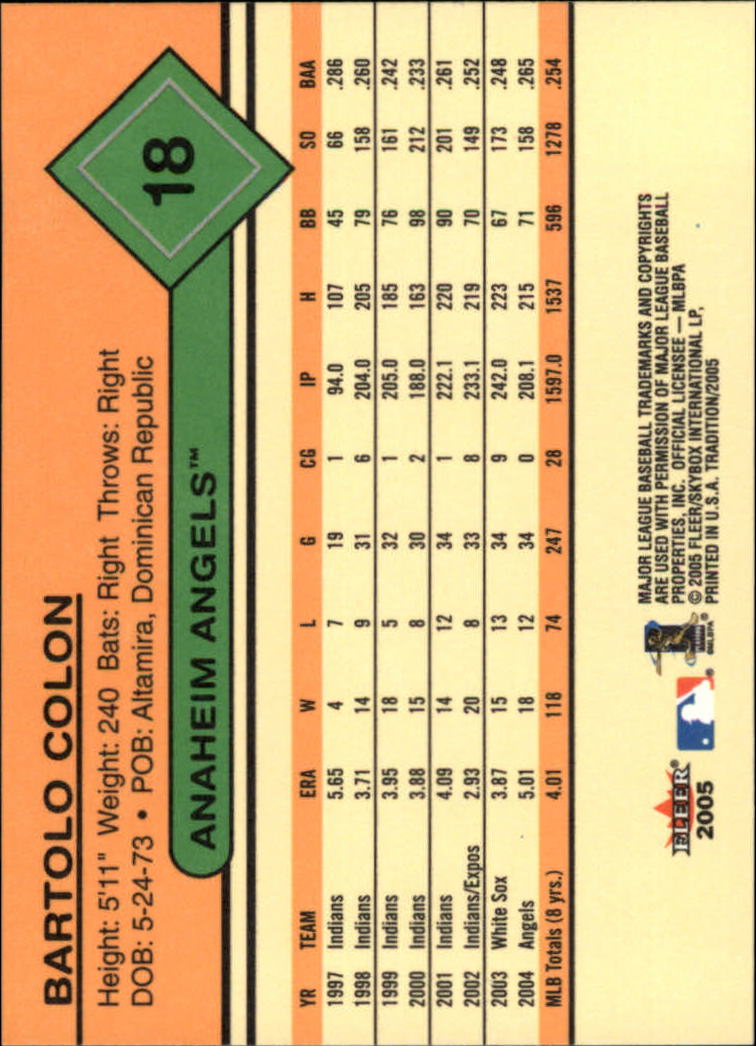 BARTOLO COLON
Height: 5'11" Weight: 240 Bats: Right Throws: Right
DOB: 5-24-73 • POB: Altamira, Dominican Republic
18
ANAHEIM ANGELS™
YR TEAM ERA W L G CG IP H BB SO BAA
1997 Indians 5.65 4 7 19 1 94.0 107 45 66 .286
1998 Indians 3.71 14 9 31 6 204.0 205 79 158 .260
1999 Indians 3.95 18 5 32 1 205.0 185 76 161 .242
2000 Indians 3.88 15 8 30 2 188.0 163 98 212 .233
2001 Indians 4.09 14 12 34 1 222.1 220 90 201 .261
2002 Indians/Expos 2.93 20 8 33 8 233.1 219 70 149 .252
2003 White Sox 3.87 15 13 34 9 242.0 223 67 173 .248
2004 Angels 5.01 18 12 34 0 208.1 215 71 158 .265
MLB Totals (8 yrs.) 4.01 118 74 247 28 1597.0 1537 596 1278 .254
FLEER®
2005
©MLBPA
MAJOR LEAGUE BASEBALL TRADEMARKS AND COPYRIGHTS
ARE USED WITH PERMISSION OF MAJOR LEAGUE BASEBALL
PROPERTIES, INC. OFFICIAL LICENSEE — MLBPA
© 2005 FLEER/SKYBOX INTERNATIONAL LP,
PRINTED IN U.S.A. TRADITION/2005